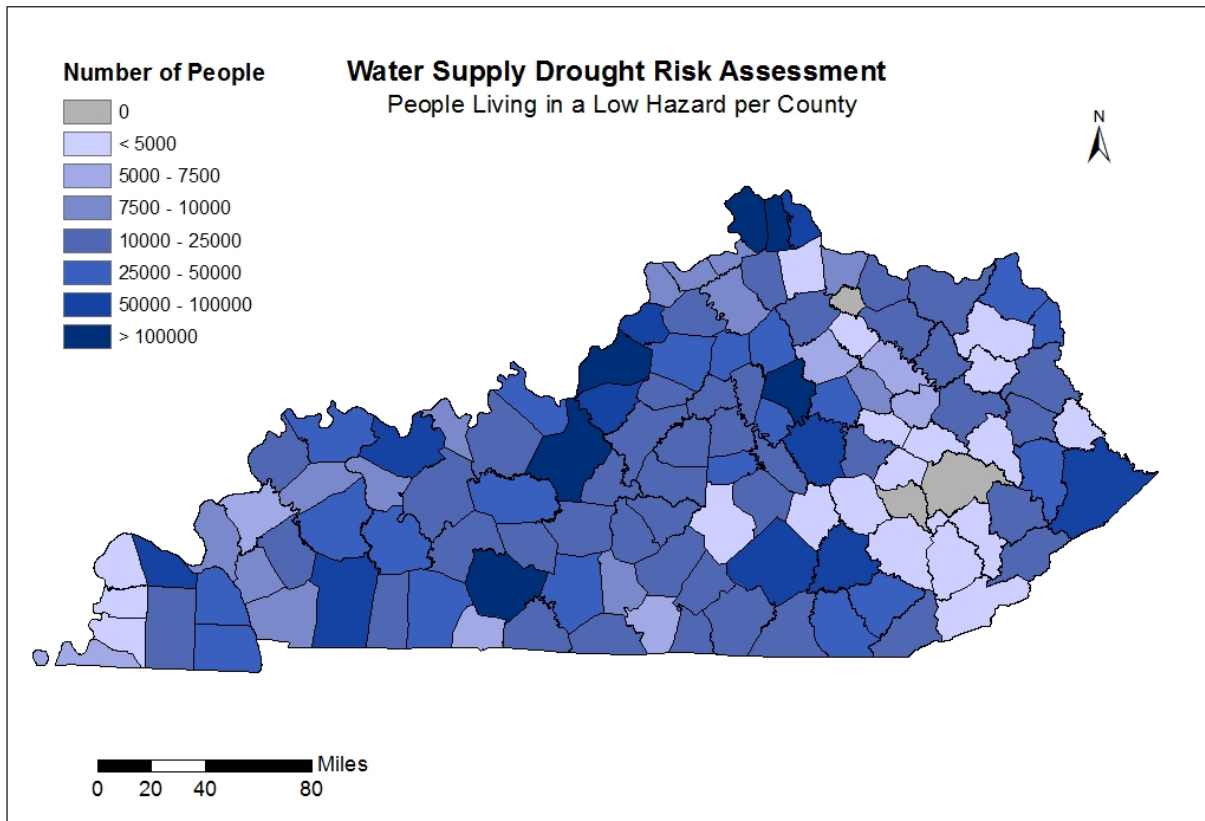 Water Supply Drought Risk Assessment
People Living in a Low Hazard per County
Number of People
0
< 5000
5000 - 7500
7500 - 10000
10000 - 25000
25000 - 50000
50000 - 100000
> 100000
N
Miles
0 20 40 80